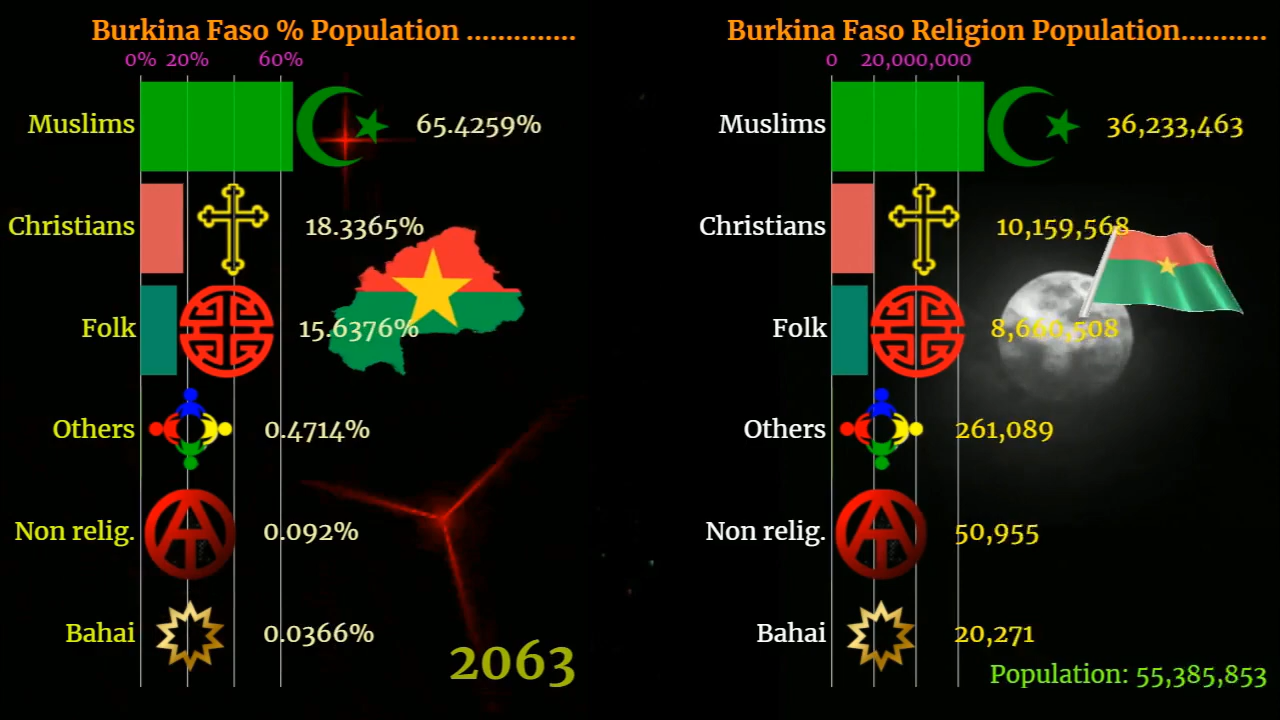 Burkina Faso % Population ..............
0% 20% 60%
Muslims 65.4259%
Christians 18.3365%
Folk 15.6376%
Others 0.4714%
Non relig. 0.092%
Bahai 0.0366%
2063
Burkina Faso Religion Population...........
0 20,000,000
Muslims 36,233,463
Christians 10,159,568
Folk 8,660,508
Others 261,089
Non relig. 50,955
Bahai 20,271
Population: 55,385,853